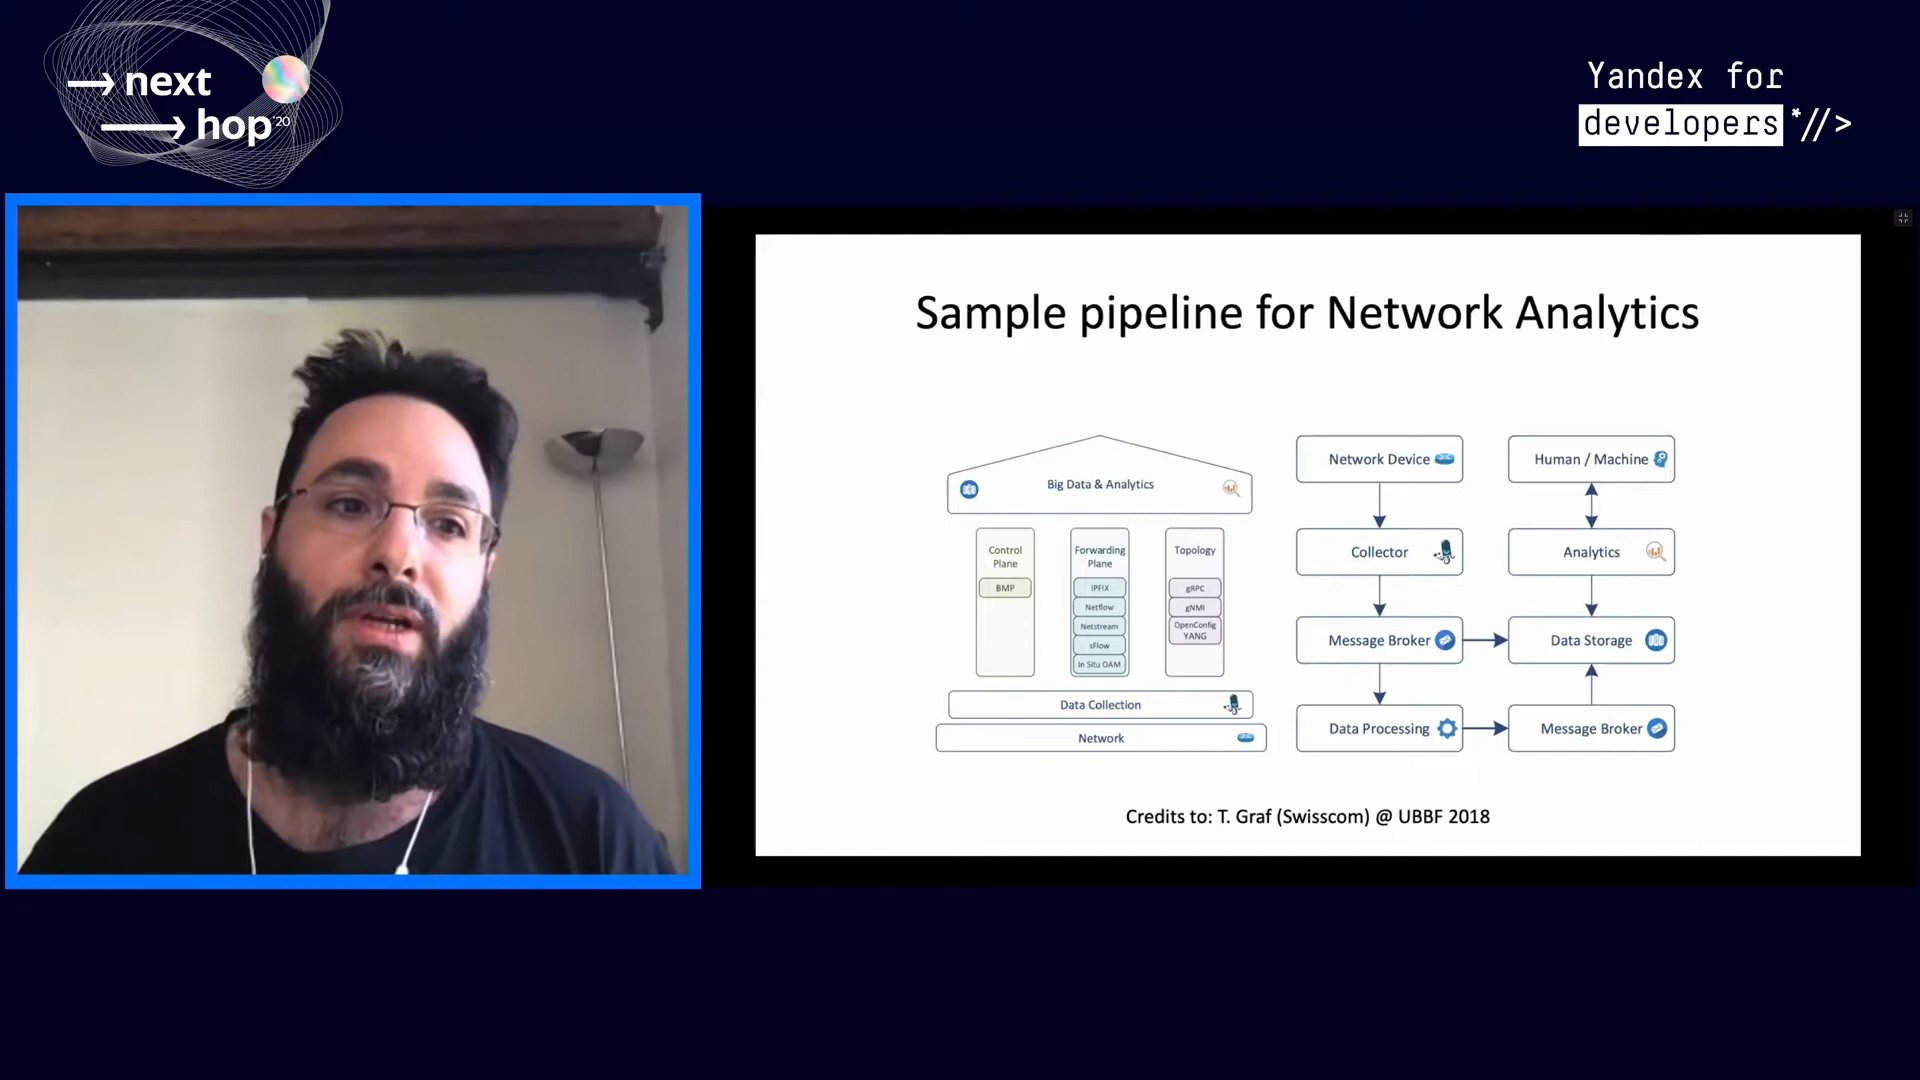 next
hop '20
Yandex for
developers *//>
Sample pipeline for Network Analytics
Big Data & Analytics
Control
Plane
BMP
Forwarding
Plane
IPFIX
Netflow
Netstream
sFlow
In Situ OAM
Topology
gRPC
gNMI
OpenConfig
YANG
Data Collection
Network
Network Device
Human / Machine
Collector
Analytics
Message Broker
Data Storage
Data Processing
Message Broker
Credits to: T. Graf (Swisscom) @ UBBF 2018